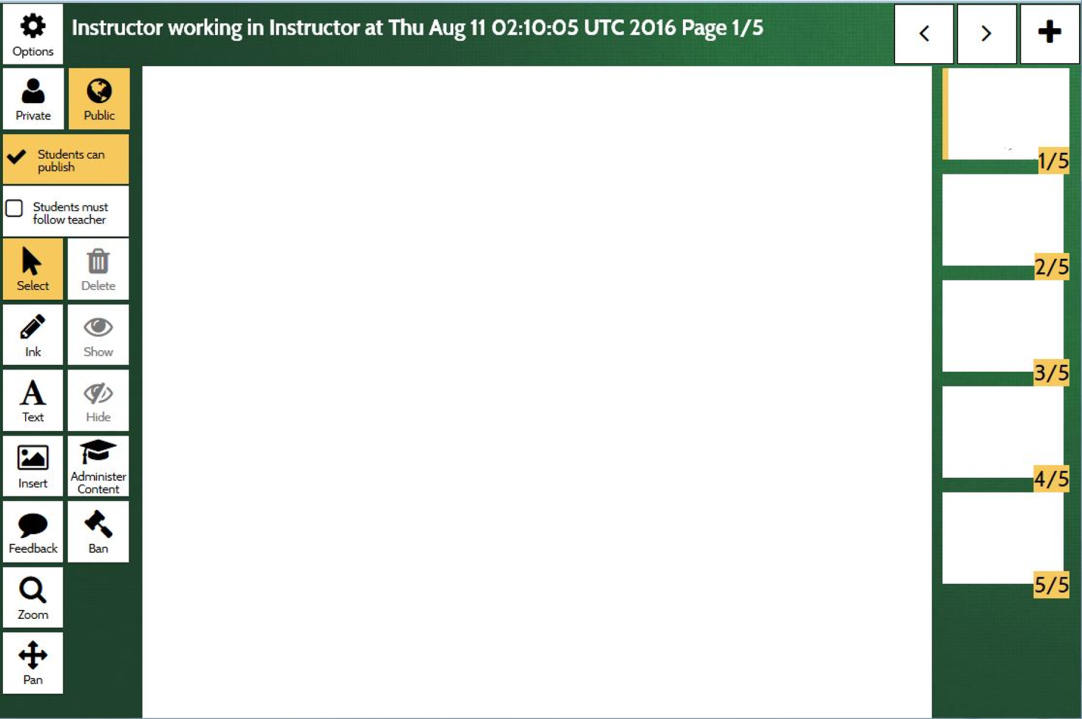 Options
Instructor working in Instructor at Thu Aug 11 02:10:05 UTC 2016 Page 1/5
Private
Public
Students can
publish
Students must
follow teacher
Select
Delete
Ink
Show
Text
Hide
Insert
Administer
Content
Feedback
Ban
Zoom
Pan
1/5
2/5
3/5
4/5
5/5